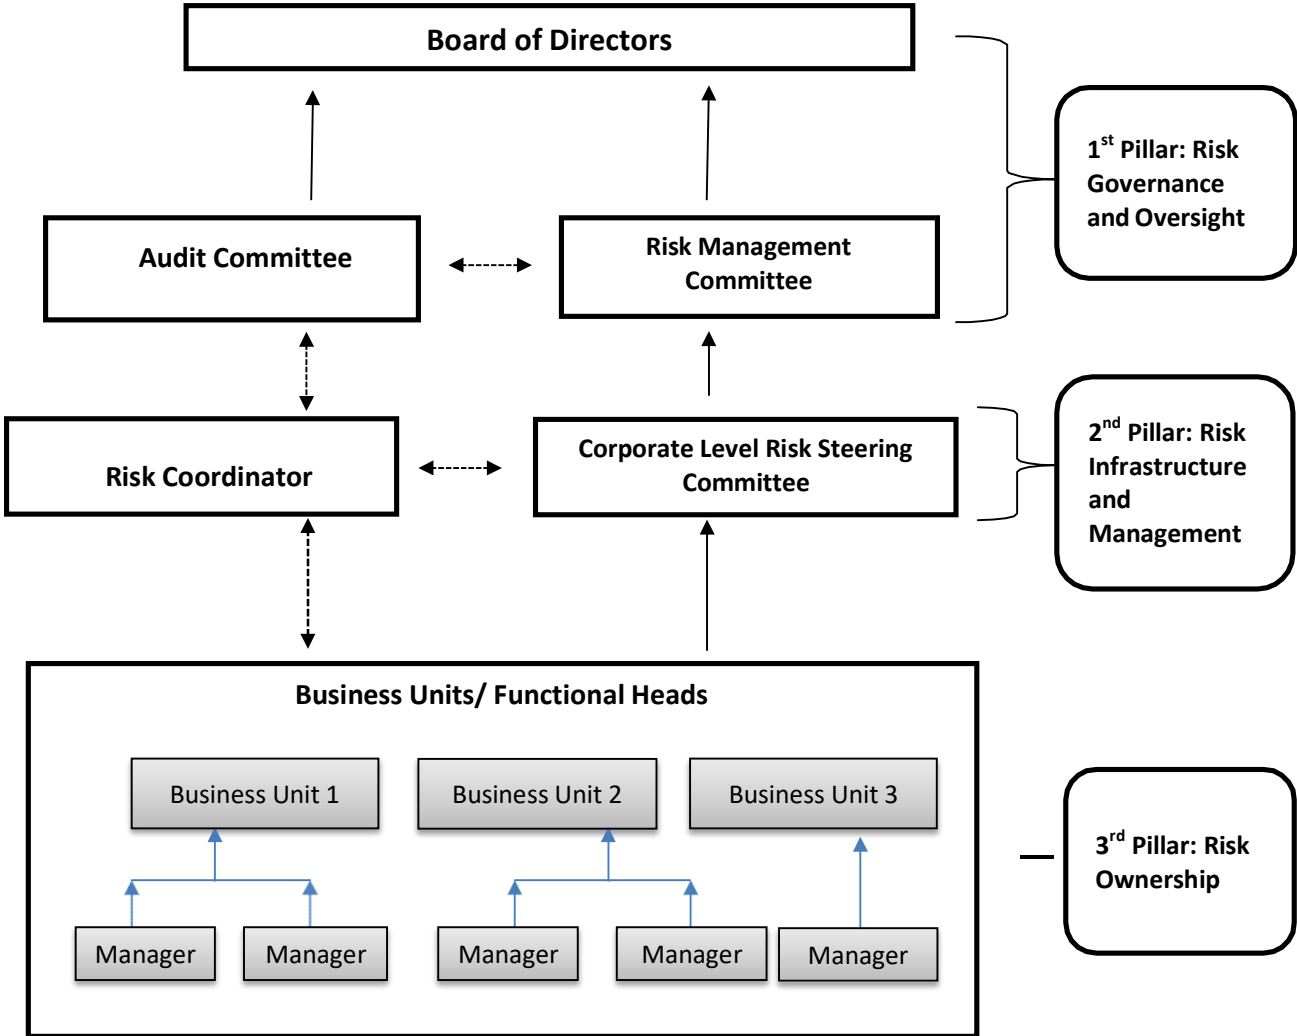 Board of Directors
1st Pillar: Risk
Governance
and Oversight
Audit Committee
Risk Management
Committee
Risk Coordinator
Corporate Level Risk Steering
Committee
2nd Pillar: Risk
Infrastructure
and
Management
Business Units/ Functional Heads
Business Unit 1
Business Unit 2
Business Unit 3
Manager
Manager
Manager
Manager
Manager
3rd Pillar: Risk
Ownership